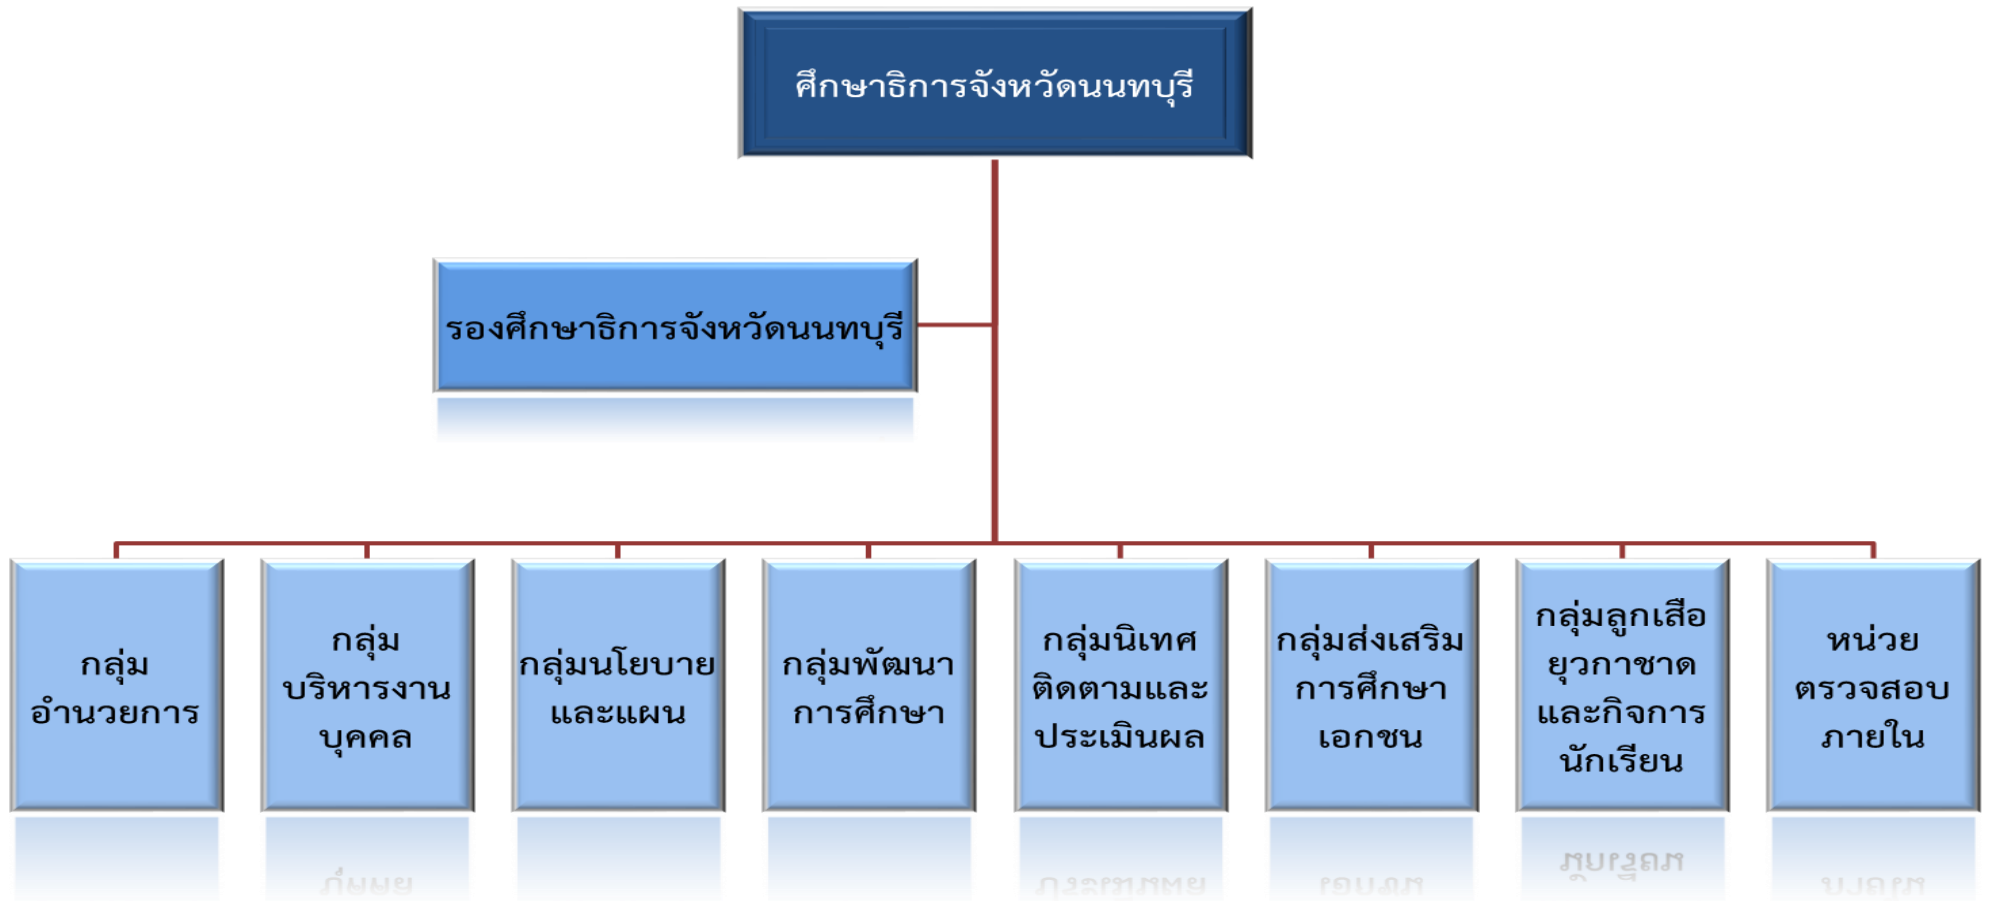 ศึกษาธิการจังหวัดนนทบุรี
รองศึกษาธิการจังหวัดนนทบุรี
กลุ่ม
อำนวยการ
กลุ่ม
บริหารงาน
บุคคล
กลุ่มนโยบาย
และแผน
กลุ่มพัฒนา
การศึกษา
กลุ่มนิเทศ
ติดตามและ
ประเมินผล
กลุ่มส่งเสริม
การศึกษา
เอกชน
กลุ่มลูกเสือ
ยุวกาชาด
และกิจการ
นักเรียน
หน่วย
ตรวจสอบ
ภายใน